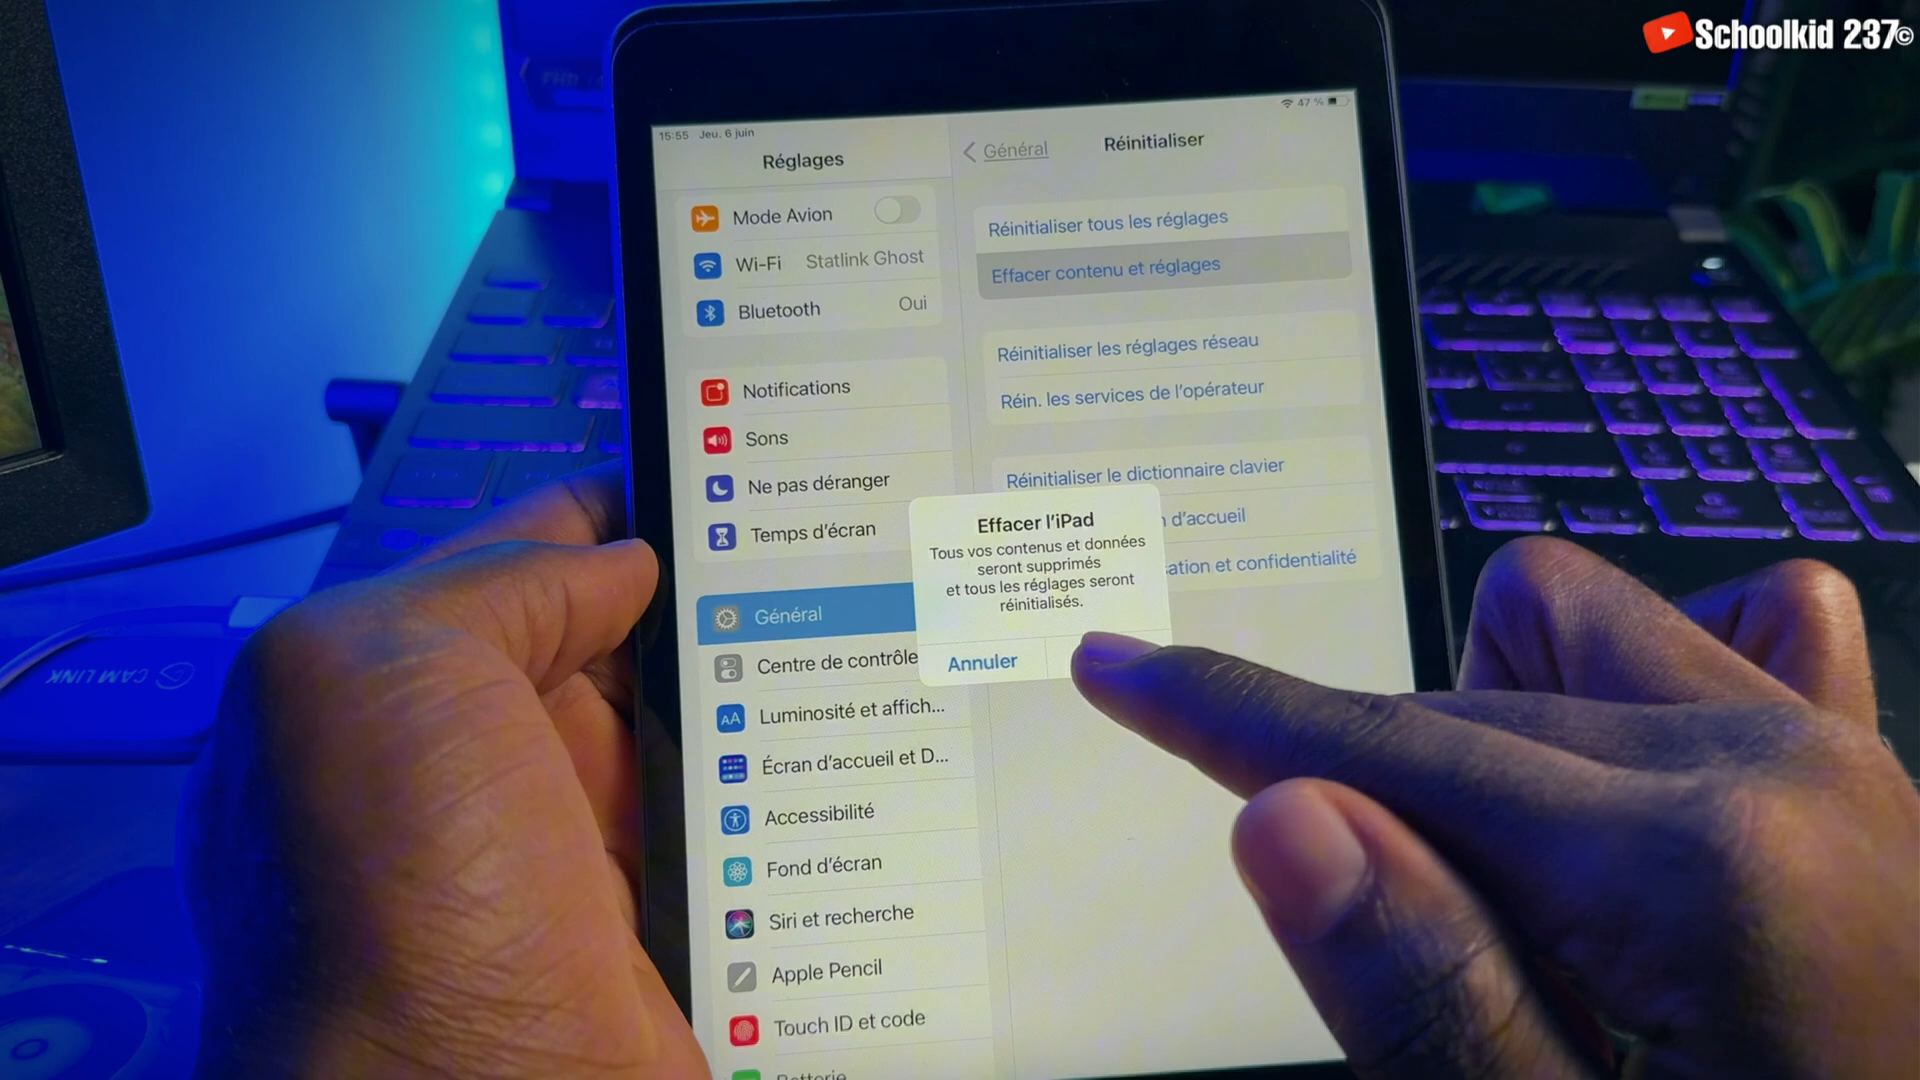 Schoolkid 237©
15:55 Jeu. 6 juin
47 %
Réglages
Mode Avion
Wi-Fi Statlink Ghost
Bluetooth Oui
Notifications
Sons
Ne pas déranger
Temps d'écran
Général
Centre de contrôle
Luminosité et affich...
Écran d'accueil et D...
Accessibilité
Fond d'écran
Siri et recherche
Apple Pencil
Touch ID et code
Batterie
Général
Réinitialiser
Réinitialiser tous les réglages
Effacer contenu et réglages
Réinitialiser les réglages réseau
Réin. les services de l'opérateur
Réinitialiser le dictionnaire clavier
d'accueil
et confidentialité
Effacer l'iPad
Tous vos contenus et données
seront supprimés
et tous les réglages seront
réinitialisés.
Annuler
CAM LINK